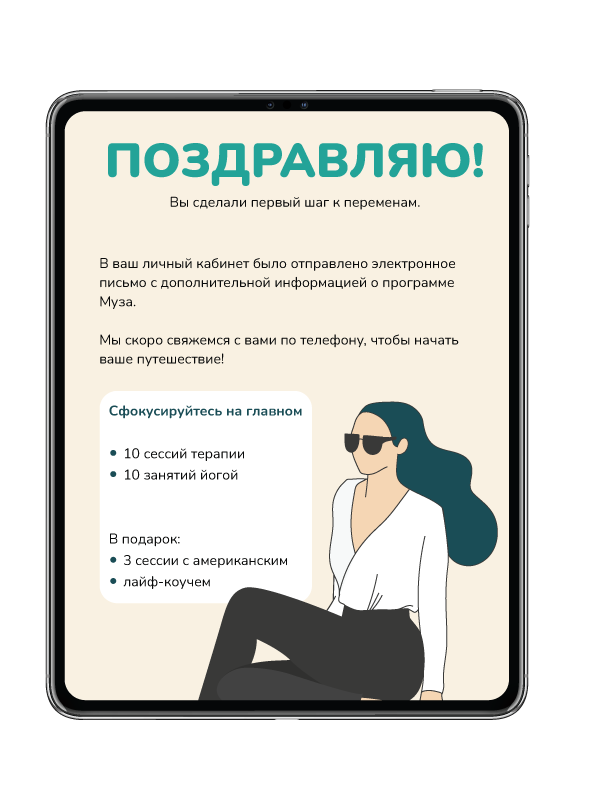 ПОЗДРАВЛЯЮ!
Вы сделали первый шаг к переменам.
В ваш личный кабинет было отправлено электронное
письмо с дополнительной информацией о программе
Муза.
Мы скоро свяжемся с вами по телефону, чтобы начать
ваше путешествие!
Сфокусируйтесь на главном
• 10 сессий терапии
• 10 занятий йогой
В подарок:
• 3 сессии с американским
• лайф-коучем